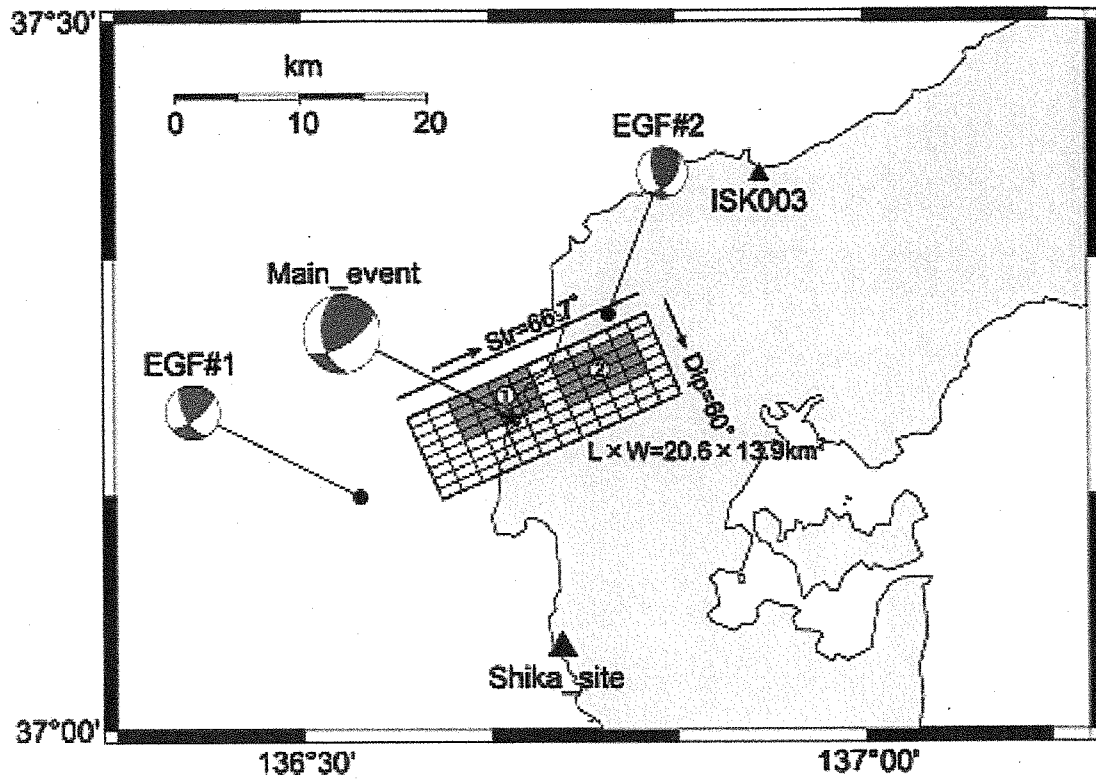 37°30'
km
0 10 20
EGF#2
ISK003
Main_event
Str=66.7°
EGF#1
①
②
Dip=60°
L×W=20.6×13.9km
Shika_site
37°00'
136°30'
137°00'